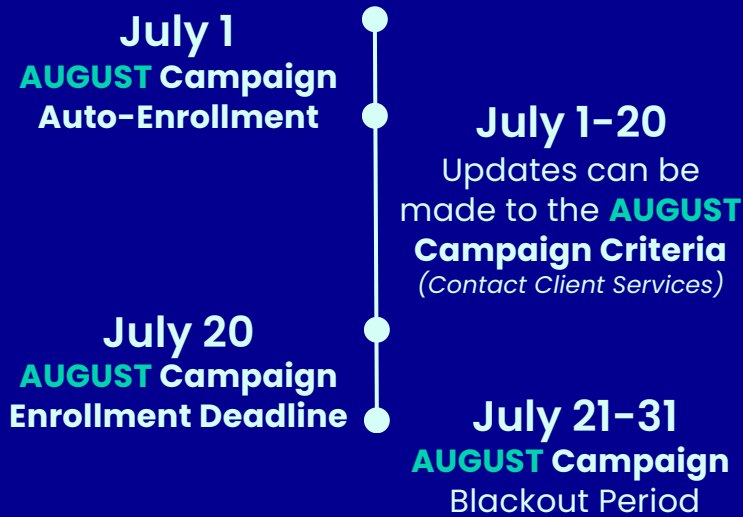 July 1
AUGUST Campaign
Auto-Enrollment
July 1-20
Updates can be
made to the AUGUST
Campaign Criteria
(Contact Client Services)
July 20
AUGUST Campaign
Enrollment Deadline
July 21-31
AUGUST Campaign
Blackout Period